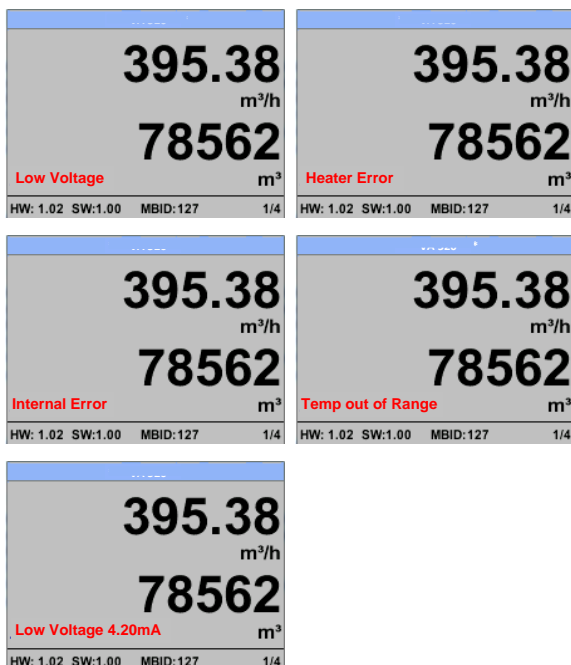 395.38
m³/h
78562
Low Voltage
m³
HW: 1.02 SW:1.00 MBID:127 1/4
395.38
m³/h
78562
Heater Error
m³
HW: 1.02 SW:1.00 MBID:127 1/4
395.38
m³/h
78562
Internal Error
m³
HW: 1.02 SW:1.00 MBID:127 1/4
395.38
m³/h
78562
Temp out of Range
m³
HW: 1.02 SW:1.00 MBID:127 1/4
395.38
m³/h
78562
Low Voltage 4.20mA
m³
HW: 1.02 SW:1.00 MBID:127 1/4